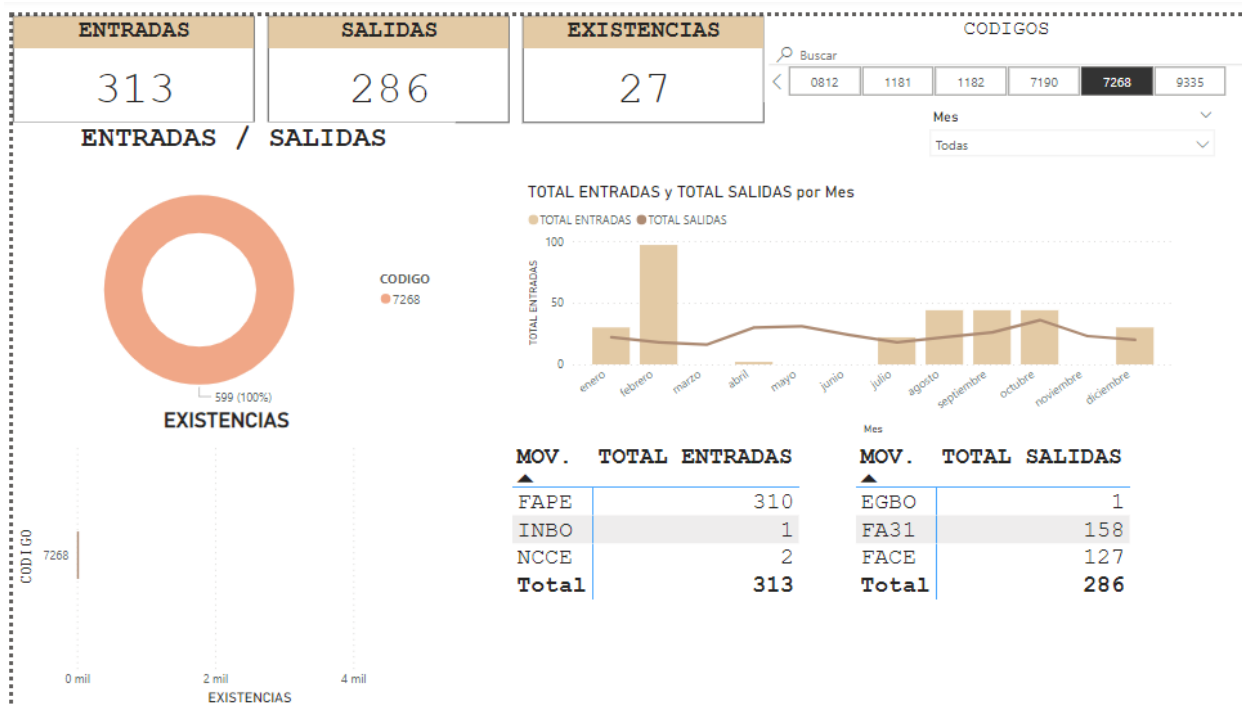 ENTRADAS
313
SALIDAS
286
EXISTENCIAS
27
CODIGOS
Buscar
0812 1181 1182 7190 7268 9335
Mes
Todas
ENTRADAS / SALIDAS
CODIGO
7268
599 (100%)
TOTAL ENTRADAS y TOTAL SALIDAS por Mes
TOTAL ENTRADAS TOTAL SALIDAS
TOTAL ENTRADAS
100
50
0
enero febrero marzo abril mayo junio julio agosto septiembre octubre noviembre diciembre
Mes
EXISTENCIAS
CODIGO
7268
0 mil 2 mil 4 mil
EXISTENCIAS
MOV. TOTAL ENTRADAS
FAPE 310
INBO 1
NCCE 2
Total 313
MOV. TOTAL SALIDAS
EGBO 1
FA31 158
FACE 127
Total 286